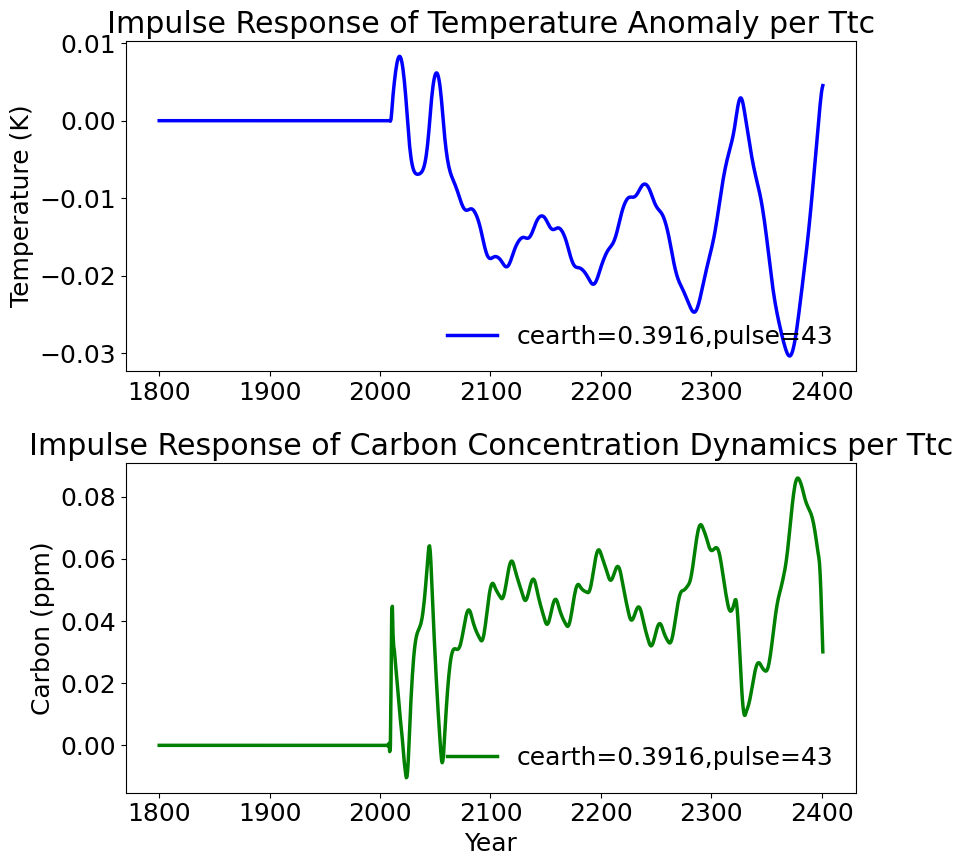 Impulse Response of Temperature Anomaly per Ttc
0.01
0.00
−0.01
−0.02
−0.03
Temperature (K)
cearth=0.3916,pulse=43
1800 1900 2000 2100 2200 2300 2400
Impulse Response of Carbon Concentration Dynamics per Ttc
0.08
0.06
0.04
0.02
0.00
Carbon (ppm)
cearth=0.3916,pulse=43
1800 1900 2000 2100 2200 2300 2400
Year